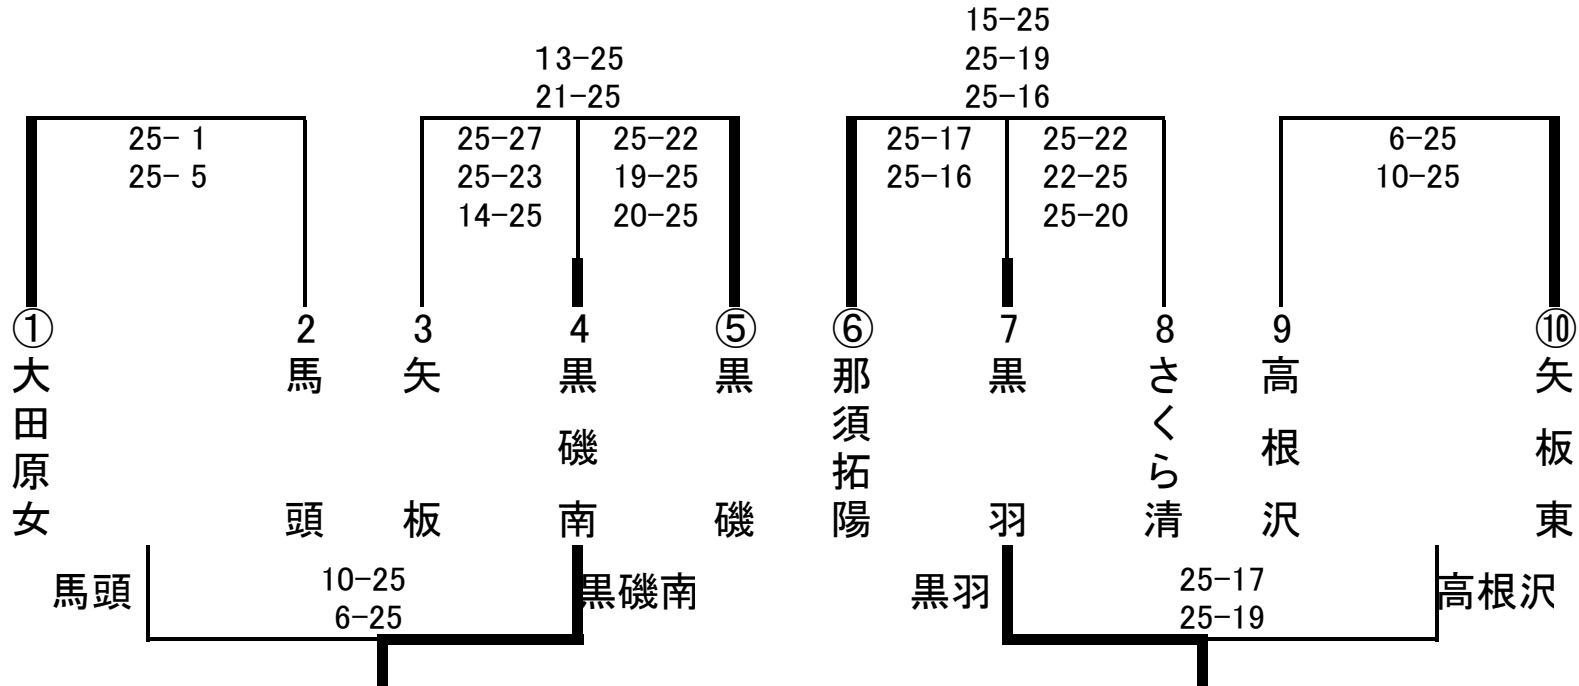 15-25
13-25 25-19
21-25 25-16
25- 1 25-27 25-22 25-17 25-22 6-25
25- 5 25-23 19-25 25-16 22-25 10-25
14-25 20-25 25-20
① 2 3 4 ⑤ ⑥ 7 8 9 ⑩
大田原女
馬頭
矢板
黒磯南
黒磯
那須拓陽
黒羽
さくら清
高根沢
矢板東
馬頭 10-25 黒磯南 黒羽 25-17 高根沢
6-25 25-19